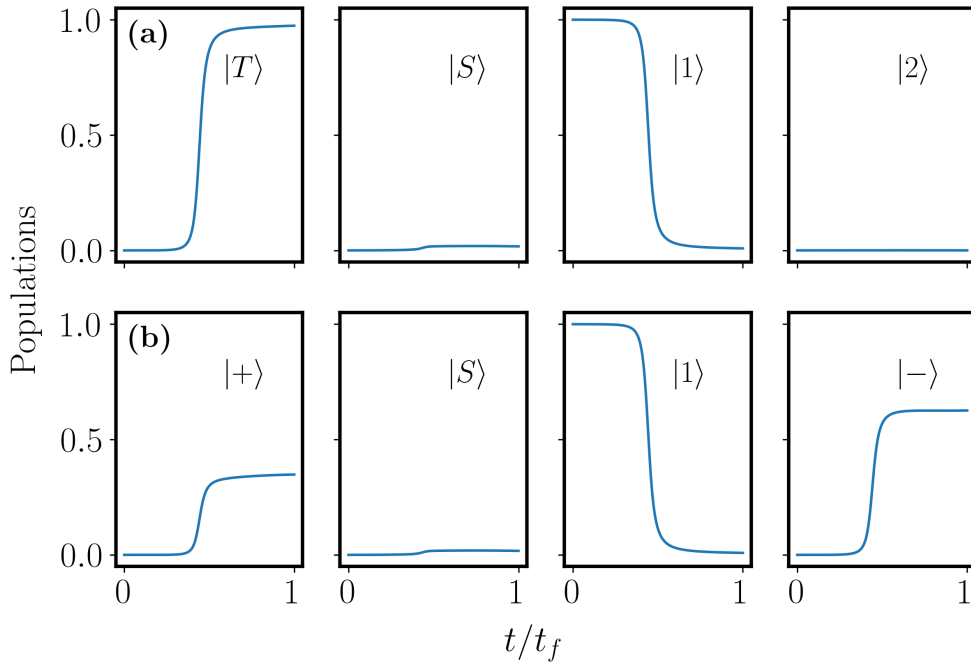 1.0 (a) |T⟩ |S⟩ |1⟩ |2⟩
0.5
0.0
Populations
1.0 (b) |+⟩ |S⟩ |1⟩ |−⟩
0.5
0.0
0 1 0 1 0 1 0 1
t/t_f